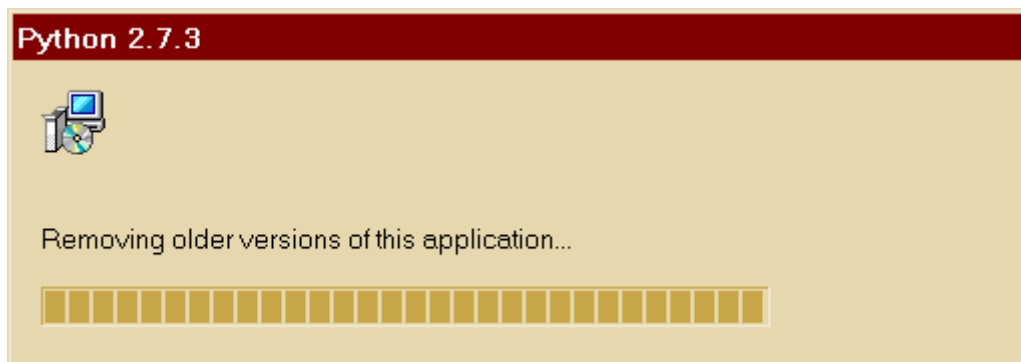 Python 2.7.3
Removing older versions of this application...